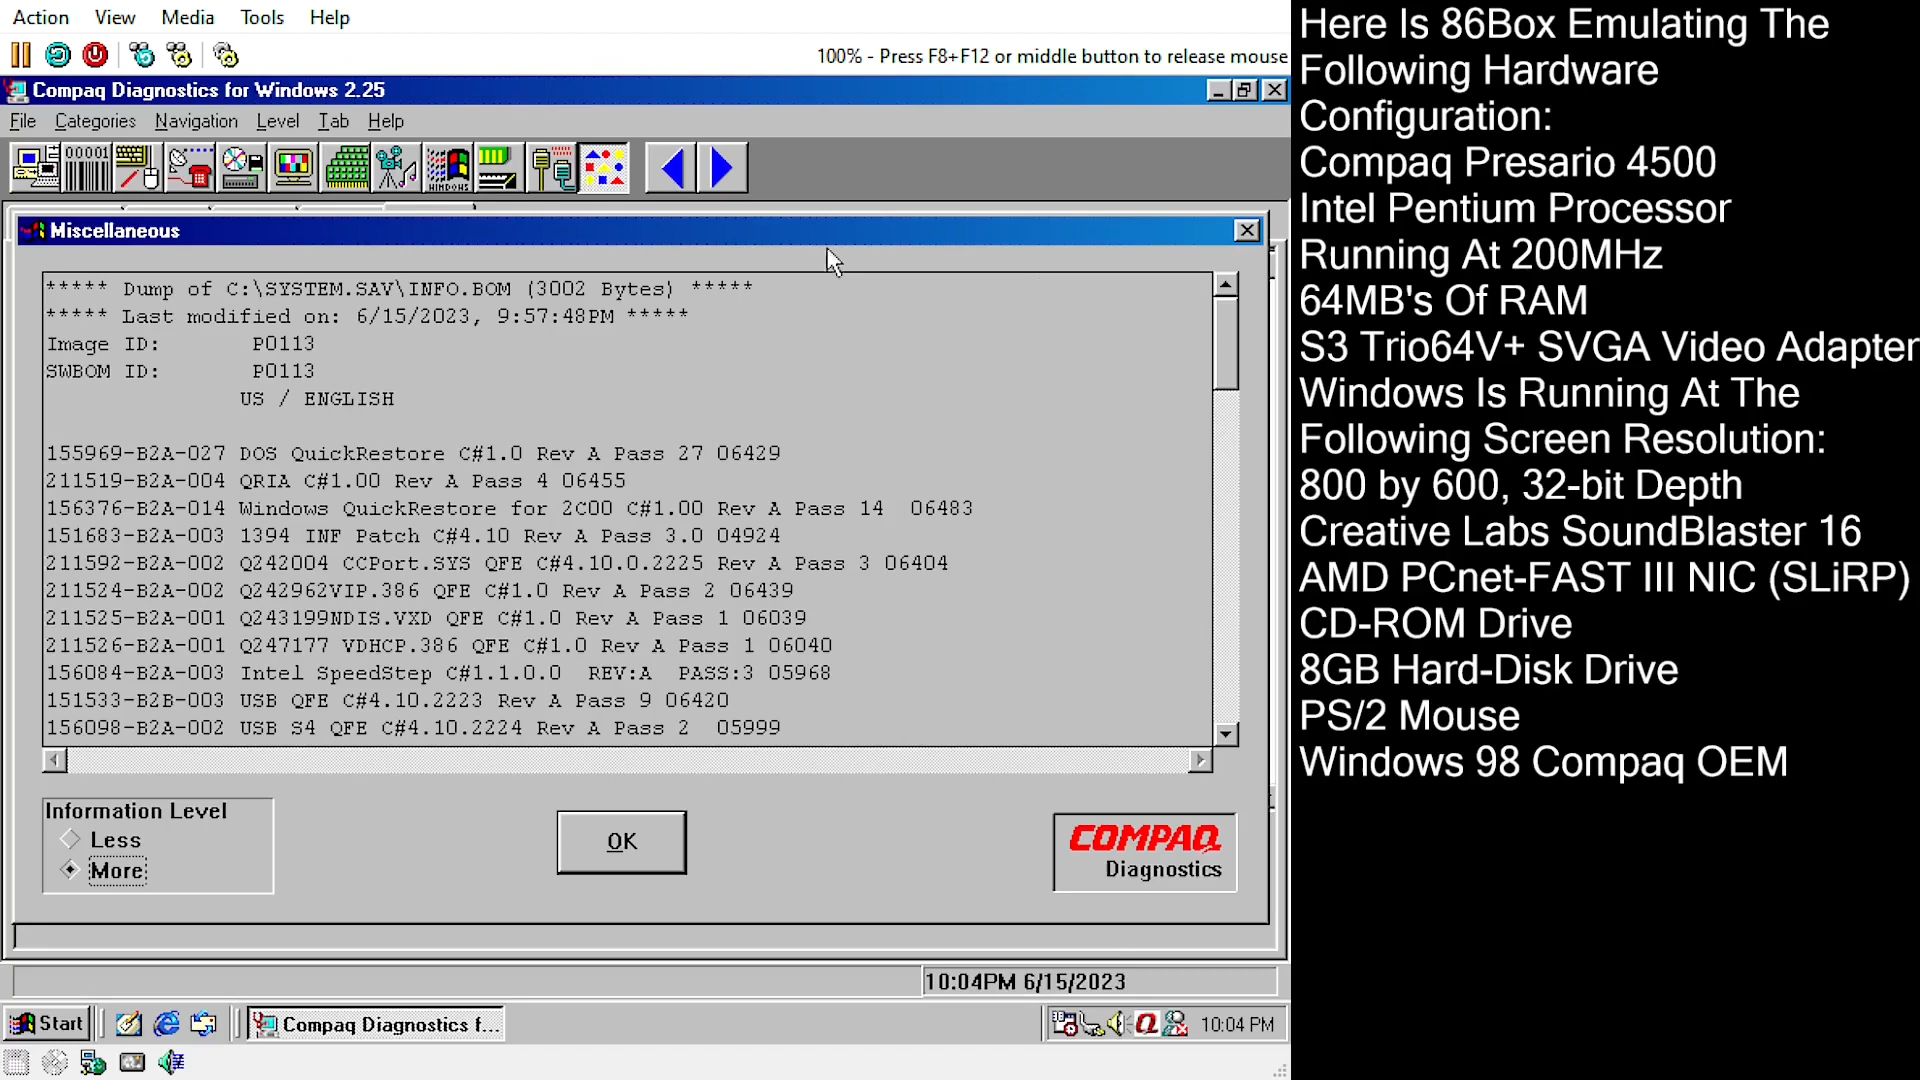 Action View Media Tools Help
100% - Press F8+F12 or middle button to release mouse
Compaq Diagnostics for Windows 2.25
File Categories Navigation Level Tab Help
00001
WINDOWS
Miscellaneous
***** Dump of C:\SYSTEM.SAV\INFO.BOM (3002 Bytes) *****
***** Last modified on: 6/15/2023, 9:57:48PM *****
Image ID: P0113
SWBOM ID: P0113
US / ENGLISH
155969-B2A-027 DOS QuickRestore C#1.0 Rev A Pass 27 06429
211519-B2A-004 QRIA C#1.00 Rev A Pass 4 06455
156376-B2A-014 Windows QuickRestore for 2C00 C#1.00 Rev A Pass 14 06483
151683-B2A-003 1394 INF Patch C#4.10 Rev A Pass 3.0 04924
211592-B2A-002 Q242004 CCPort.SYS QFE C#4.10.0.2225 Rev A Pass 3 06404
211524-B2A-002 Q242962VIP.386 QFE C#1.0 Rev A Pass 2 06439
211525-B2A-001 Q243199NDIS.VXD QFE C#1.0 Rev A Pass 1 06039
211526-B2A-001 Q247177 VDHCP.386 QFE C#1.0 Rev A Pass 1 06040
156084-B2A-003 Intel SpeedStep C#1.1.0.0 REV:A PASS:3 05968
151533-B2B-003 USB QFE C#4.10.2223 Rev A Pass 9 06420
156098-B2A-002 USB S4 QFE C#4.10.2224 Rev A Pass 2 05999
Information Level
Less
More
OK
COMPAQ
Diagnostics
10:04PM 6/15/2023
Start
Compaq Diagnostics f...
10:04 PM
Here Is 86Box Emulating The
Following Hardware
Configuration:
Compaq Presario 4500
Intel Pentium Processor
Running At 200MHz
64MB's Of RAM
S3 Trio64V+ SVGA Video Adapter
Windows Is Running At The
Following Screen Resolution:
800 by 600, 32-bit Depth
Creative Labs SoundBlaster 16
AMD PCnet-FAST III NIC (SLiRP)
CD-ROM Drive
8GB Hard-Disk Drive
PS/2 Mouse
Windows 98 Compaq OEM